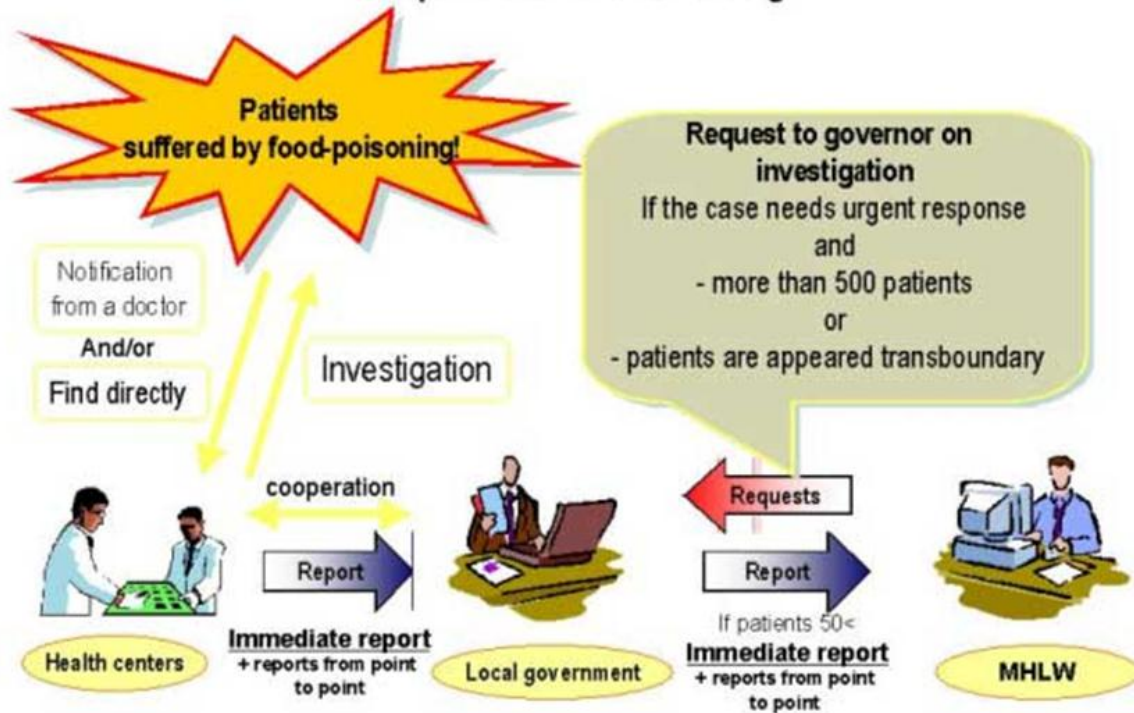 Patients
suffered by food-poisoning!
Request to governor on
investigation
If the case needs urgent response
and
- more than 500 patients
or
- patients are appeared transboundary
Notification
from a doctor
And/or
Find directly
Investigation
cooperation
Requests
Report
Report
If patients 50<
Immediate report
+ reports from point
to point
Immediate report
+ reports from point
to point
Health centers
Local government
MHLW